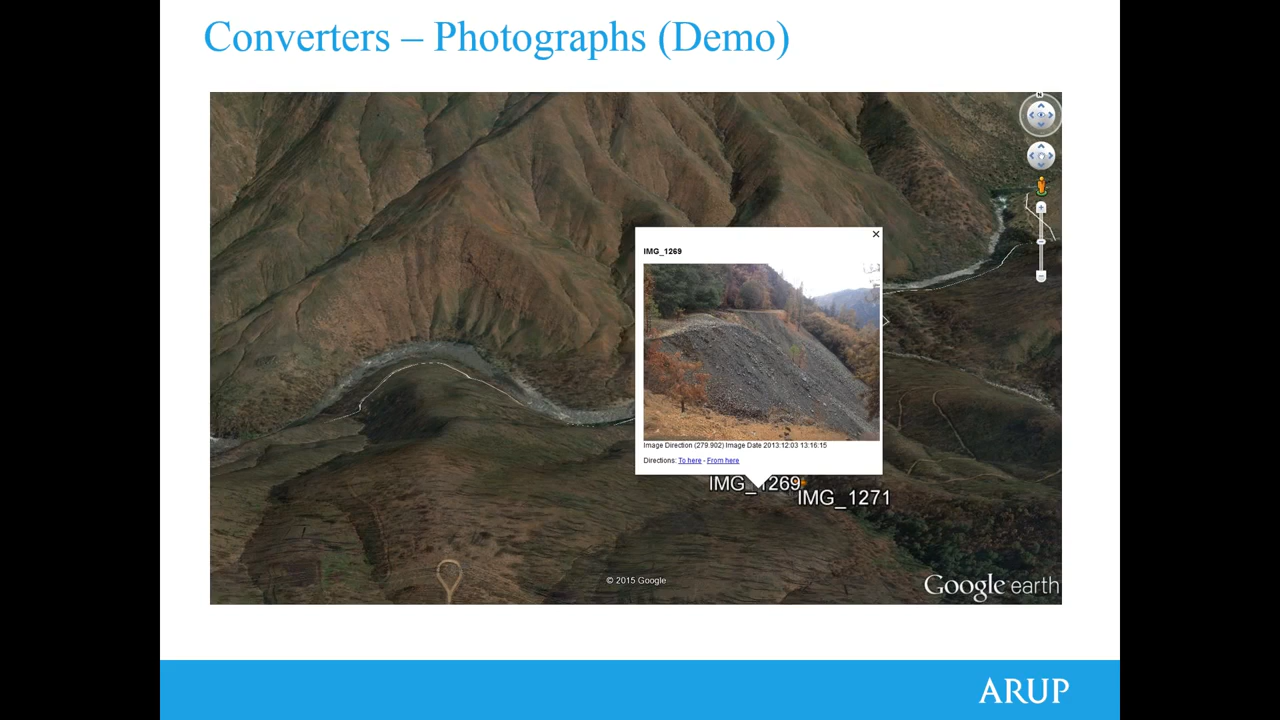 Converters – Photographs (Demo)
N
IMG_1269
Image Direction (279.902) Image Date 2013:12:03 13:16:15
Directions: To here - From here
IMG_1269
IMG_1271
© 2015 Google
Google earth
ARUP